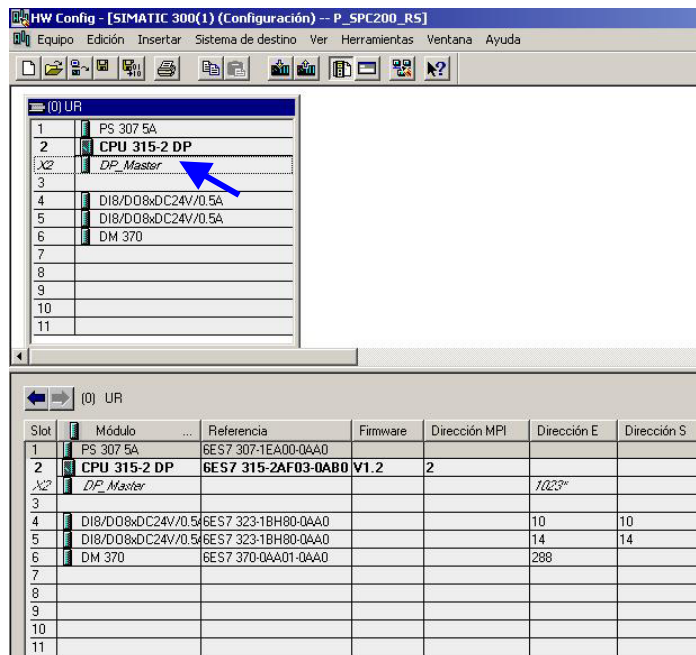 HW Config - [SIMATIC 300(1) (Configuración) -- P_SPC200_RS]
Equipo Edición Insertar Sistema de destino Ver Herramientas Ventana Ayuda
(0) UR
1 PS 307 5A
2 CPU 315-2 DP
X2 DP_Master
3
4 DI8/DO8xDC24V/0.5A
5 DI8/DO8xDC24V/0.5A
6 DM 370
7
8
9
10
11
(0) UR
Slot Módulo ... Referencia Firmware Dirección MPI Dirección E Dirección S
1 PS 307 5A 6ES7 307-1EA00-0AA0
2 CPU 315-2 DP 6ES7 315-2AF03-0AB0 V1.2 2
X2 DP_Master 1023*
3
4 DI8/DO8xDC24V/0.5A 6ES7 323-1BH80-0AA0 10 10
5 DI8/DO8xDC24V/0.5A 6ES7 323-1BH80-0AA0 14 14
6 DM 370 6ES7 370-0AA01-0AA0 288
7
8
9
10
11